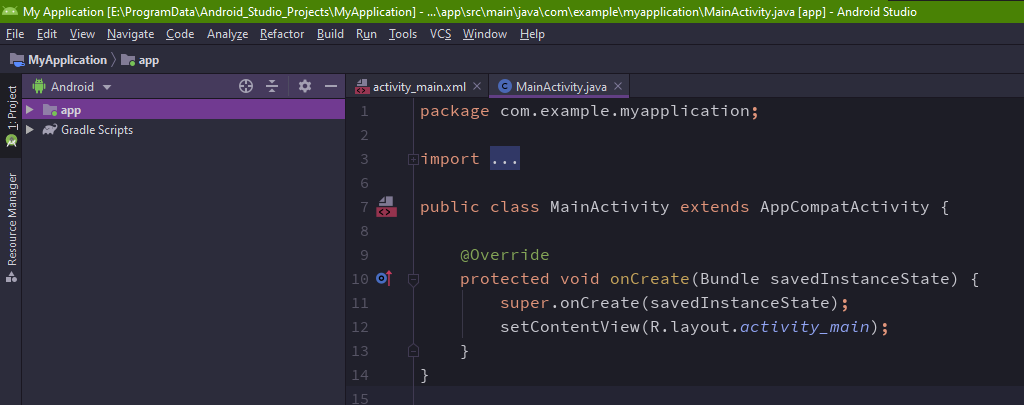 My Application [E:\ProgramData\Android_Studio_Projects\MyApplication] - ...\app\src\main\java\com\example\myapplication\MainActivity.java [app] - Android Studio
File Edit View Navigate Code Analyze Refactor Build Run Tools VCS Window Help
MyApplication app
1: Project
Resource Manager
Android
app
Gradle Scripts
activity_main.xml MainActivity.java
1 package com.example.myapplication;
2
3 import ...
6
7 public class MainActivity extends AppCompatActivity {
8
9 @Override
10 protected void onCreate(Bundle savedInstanceState) {
11 super.onCreate(savedInstanceState);
12 setContentView(R.layout.activity_main);
13 }
14 }
15